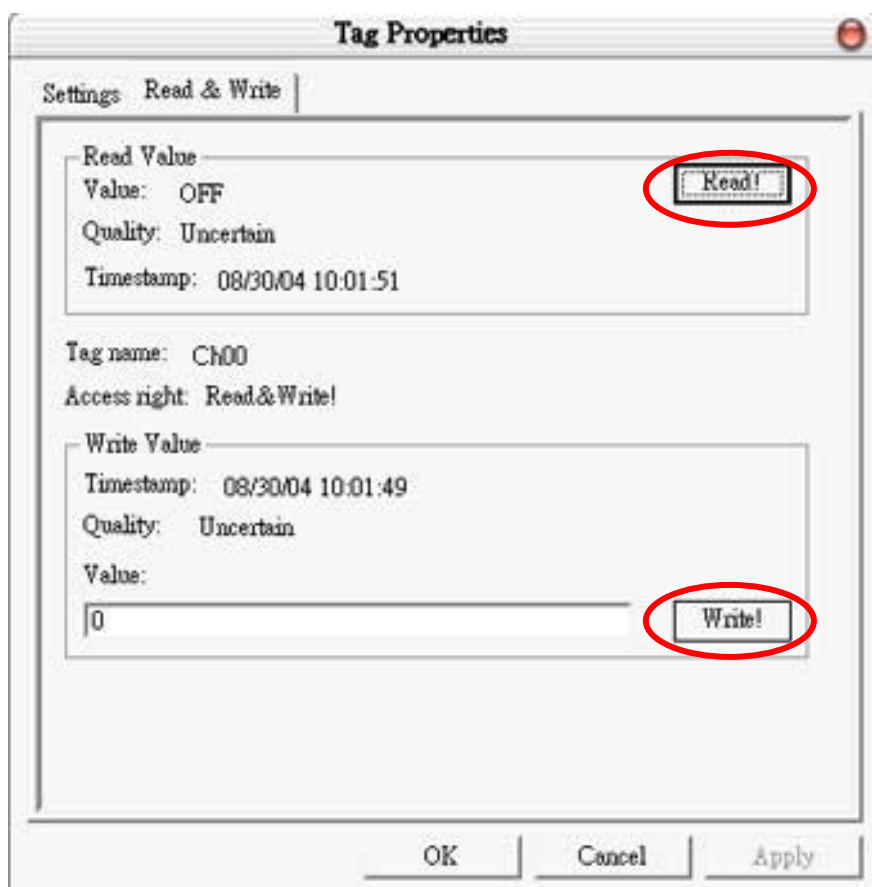 Tag Properties
Settings Read & Write
Read Value
Read!
Value: OFF
Quality: Uncertain
Timestamp: 08/30/04 10:01:51
Tag name: Ch00
Access right: Read&Write!
Write Value
Timestamp: 08/30/04 10:01:49
Quality: Uncertain
Value:
0 Write!
OK Cancel Apply